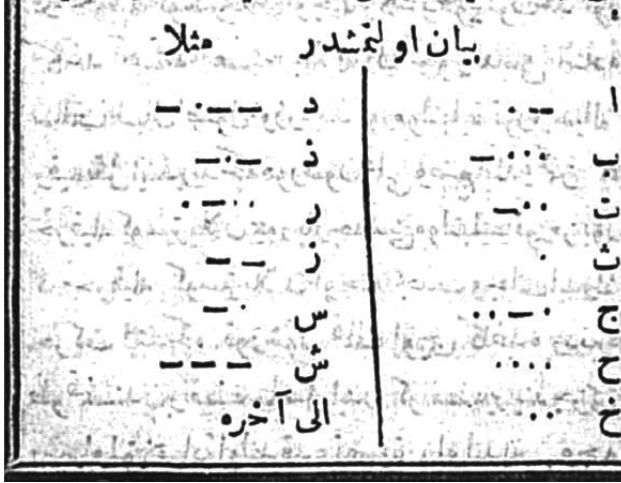 بیان اولنمشدر مثلا
ا ·−
ب −···
ت −··
ث ·
ج ·−··
ح ····
خ ··
د −−·−
ذ −·−
ر ··−·
ز −−
س ·−
ش −−−
الی آخره